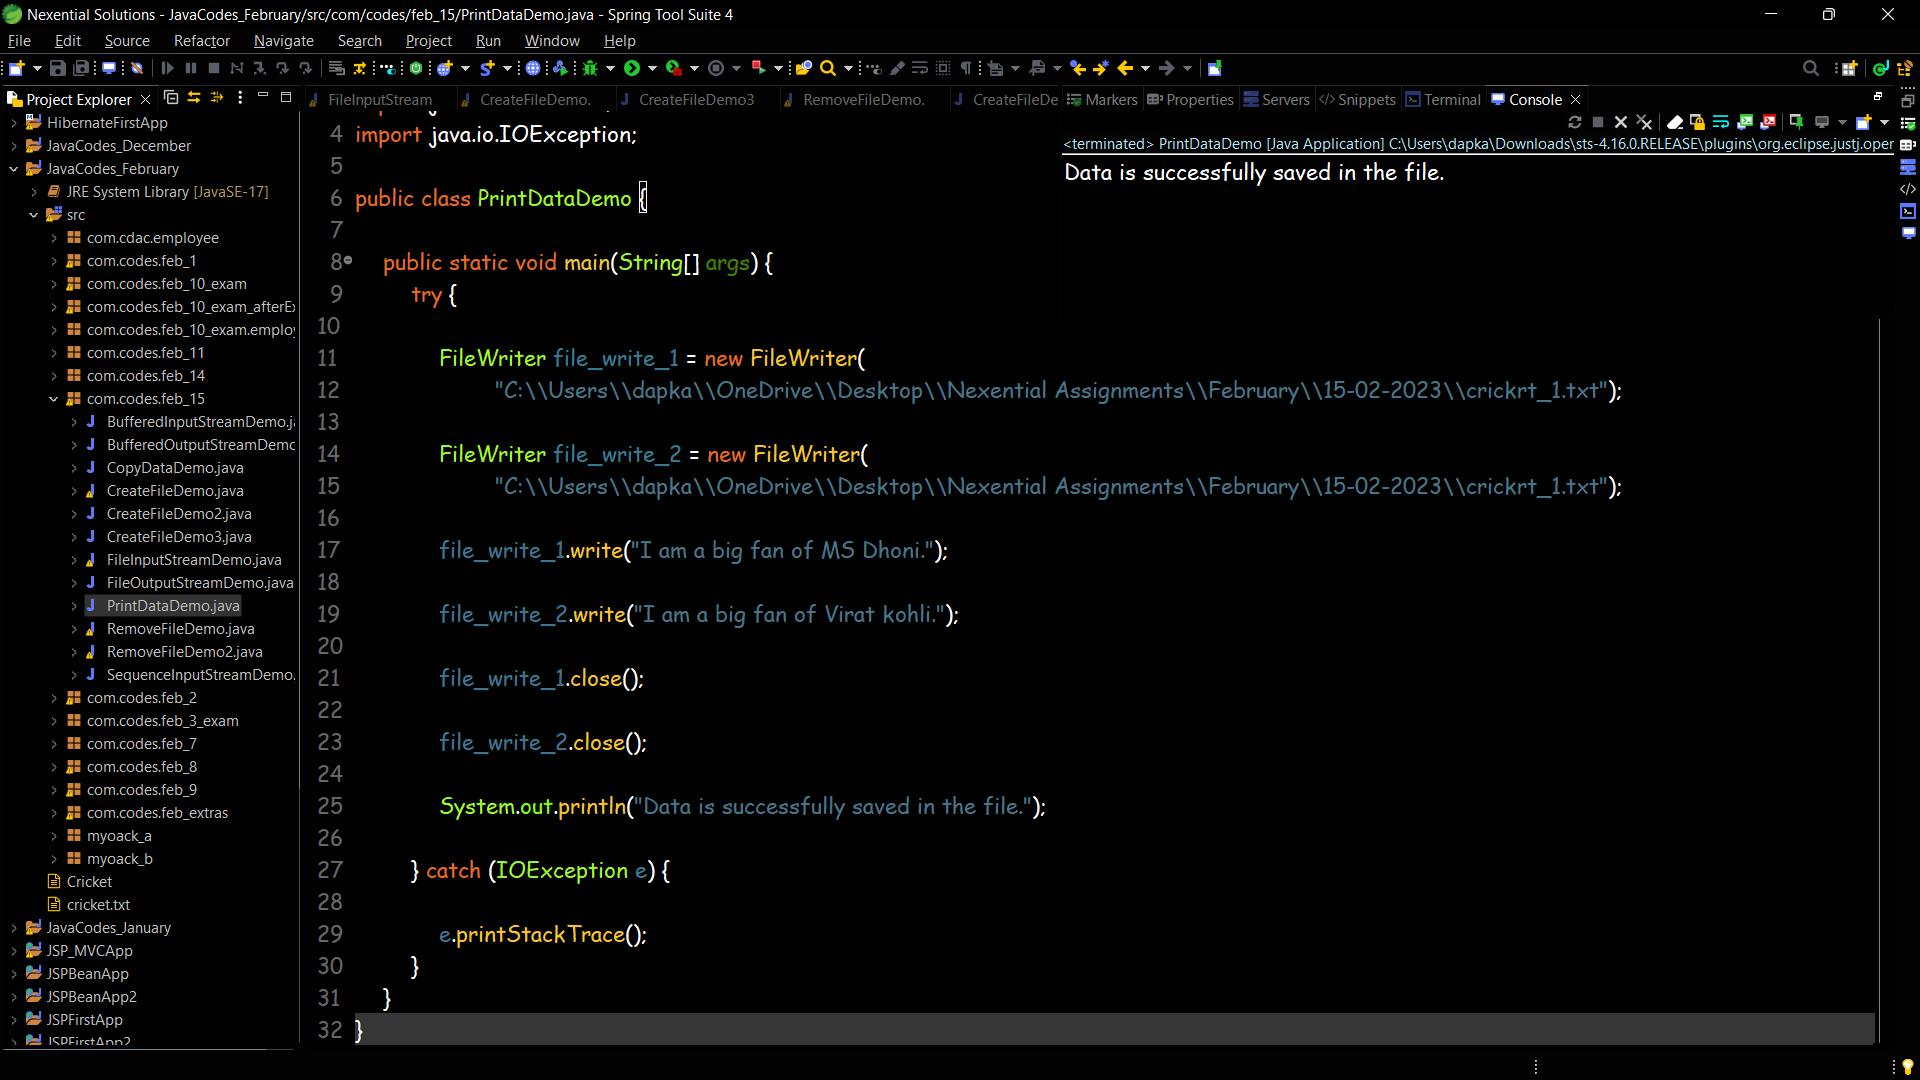 Nexential Solutions - JavaCodes_February/src/com/codes/feb_15/PrintDataDemo.java - Spring Tool Suite 4
File Edit Source Refactor Navigate Search Project Run Window Help
Project Explorer
HibernateFirstApp
JavaCodes_December
JavaCodes_February
JRE System Library [JavaSE-17]
src
com.cdac.employee
com.codes.feb_1
com.codes.feb_10_exam
com.codes.feb_10_exam_afterE
com.codes.feb_10_exam.emplo
com.codes.feb_11
com.codes.feb_14
com.codes.feb_15
BufferedInputStreamDemo.j
BufferedOutputStreamDemo
CopyDataDemo.java
CreateFileDemo.java
CreateFileDemo2.java
CreateFileDemo3.java
FileInputStreamDemo.java
FileOutputStreamDemo.java
PrintDataDemo.java
RemoveFileDemo.java
RemoveFileDemo2.java
SequenceInputStreamDemo.
com.codes.feb_2
com.codes.feb_3_exam
com.codes.feb_7
com.codes.feb_8
com.codes.feb_9
com.codes.feb_extras
myoack_a
myoack_b
Cricket
cricket.txt
JavaCodes_January
JSP_MVCApp
JSPBeanApp
JSPBeanApp2
JSPFirstApp
JSPFirstApp2
FileInputStream CreateFileDemo. CreateFileDemo3 RemoveFileDemo. CreateFileDe
4 import java.io.IOException;
5
6 public class PrintDataDemo {
7
8 public static void main(String[] args) {
9 try {
10
11 FileWriter file_write_1 = new FileWriter(
12 "C:\\Users\\dapka\\OneDrive\\Desktop\\Nexential Assignments\\February\\15-02-2023\\crickrt_1.txt");
13
14 FileWriter file_write_2 = new FileWriter(
15 "C:\\Users\\dapka\\OneDrive\\Desktop\\Nexential Assignments\\February\\15-02-2023\\crickrt_1.txt");
16
17 file_write_1.write("I am a big fan of MS Dhoni.");
18
19 file_write_2.write("I am a big fan of Virat kohli.");
20
21 file_write_1.close();
22
23 file_write_2.close();
24
25 System.out.println("Data is successfully saved in the file.");
26
27 } catch (IOException e) {
28
29 e.printStackTrace();
30 }
31 }
32 }
Markers Properties Servers Snippets Terminal Console
<terminated> PrintDataDemo [Java Application] C:\Users\dapka\Downloads\sts-4.16.0.RELEASE\plugins\org.eclipse.justj.oper
Data is successfully saved in the file.